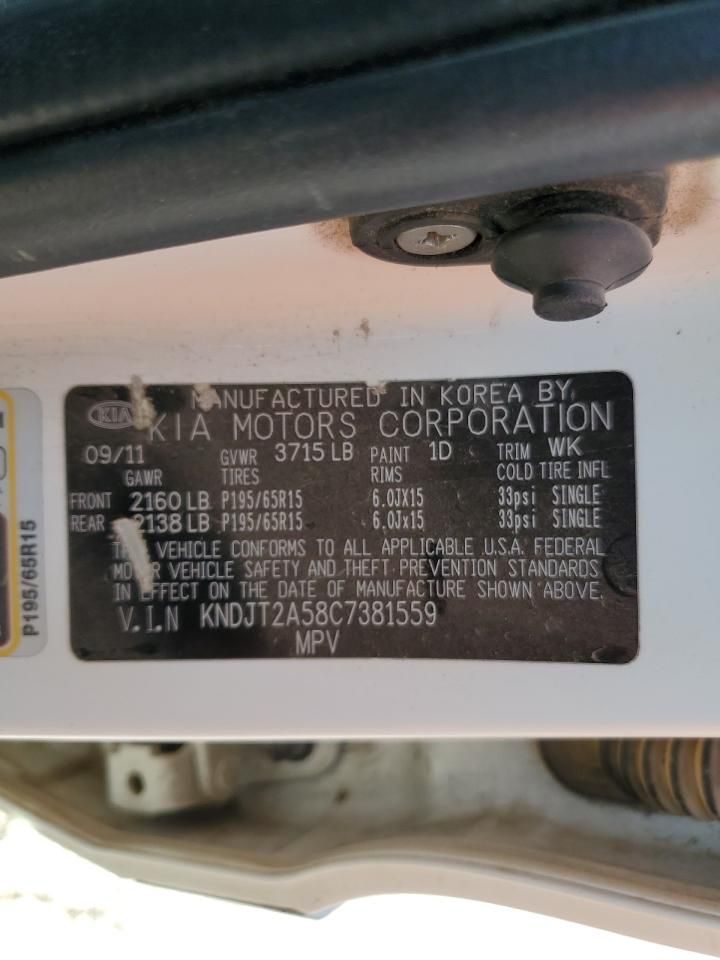 KIA
MANUFACTURED IN KOREA BY
KIA MOTORS CORPORATION
09/11 GVWR 3715 LB PAINT 1D TRIM WK
GAWR TIRES RIMS COLD TIRE INFL
FRONT 2160 LB P195/65R15 6.0JX15 33psi SINGLE
REAR 2138 LB P195/65R15 6.0Jx15 33psi SINGLE
VEHICLE CONFORMS TO ALL APPLICABLE U.S.A. FEDERAL
VEHICLE SAFETY AND THEFT PREVENTION STANDARDS
IN EFFECT ON THE DATE OF MANUFACTURE SHOWN ABOVE.
V.I.N KNDJT2A58C7381559
MPV
P195/65R15